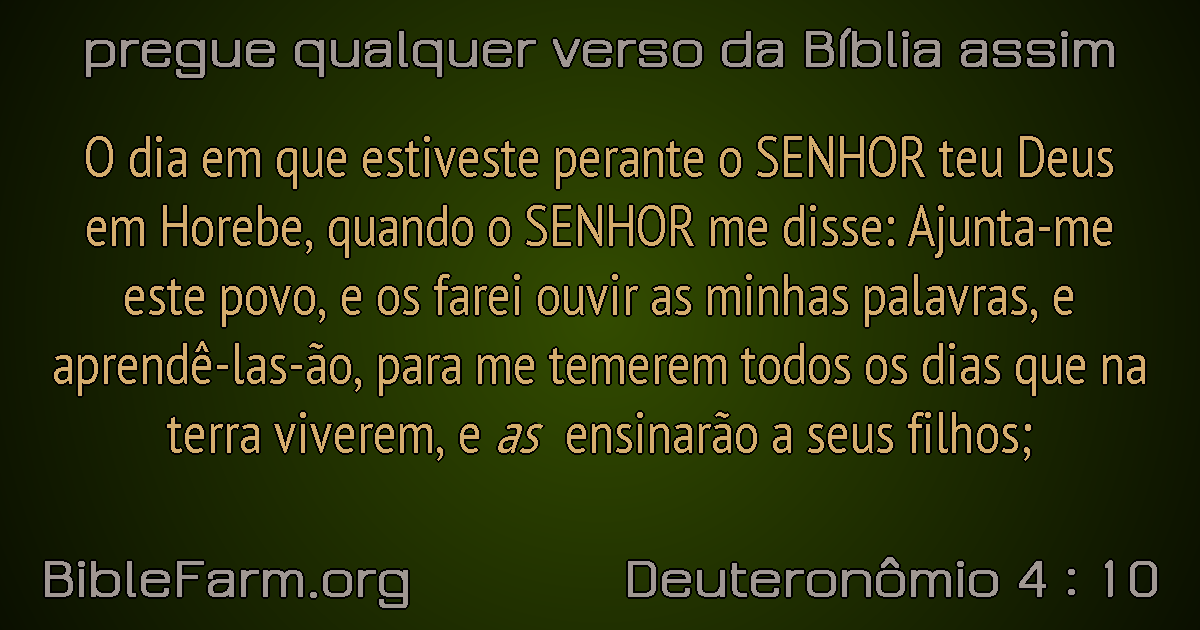 pregue qualquer verso da Bíblia assim
O dia em que estiveste perante o SENHOR teu Deus
em Horebe, quando o SENHOR me disse: Ajunta-me
este povo, e os farei ouvir as minhas palavras, e
aprendê-las-ão, para me temerem todos os dias que na
terra viverem, e as ensinarão a seus filhos;
BibleFarm.org
Deuteronômio 4 : 10